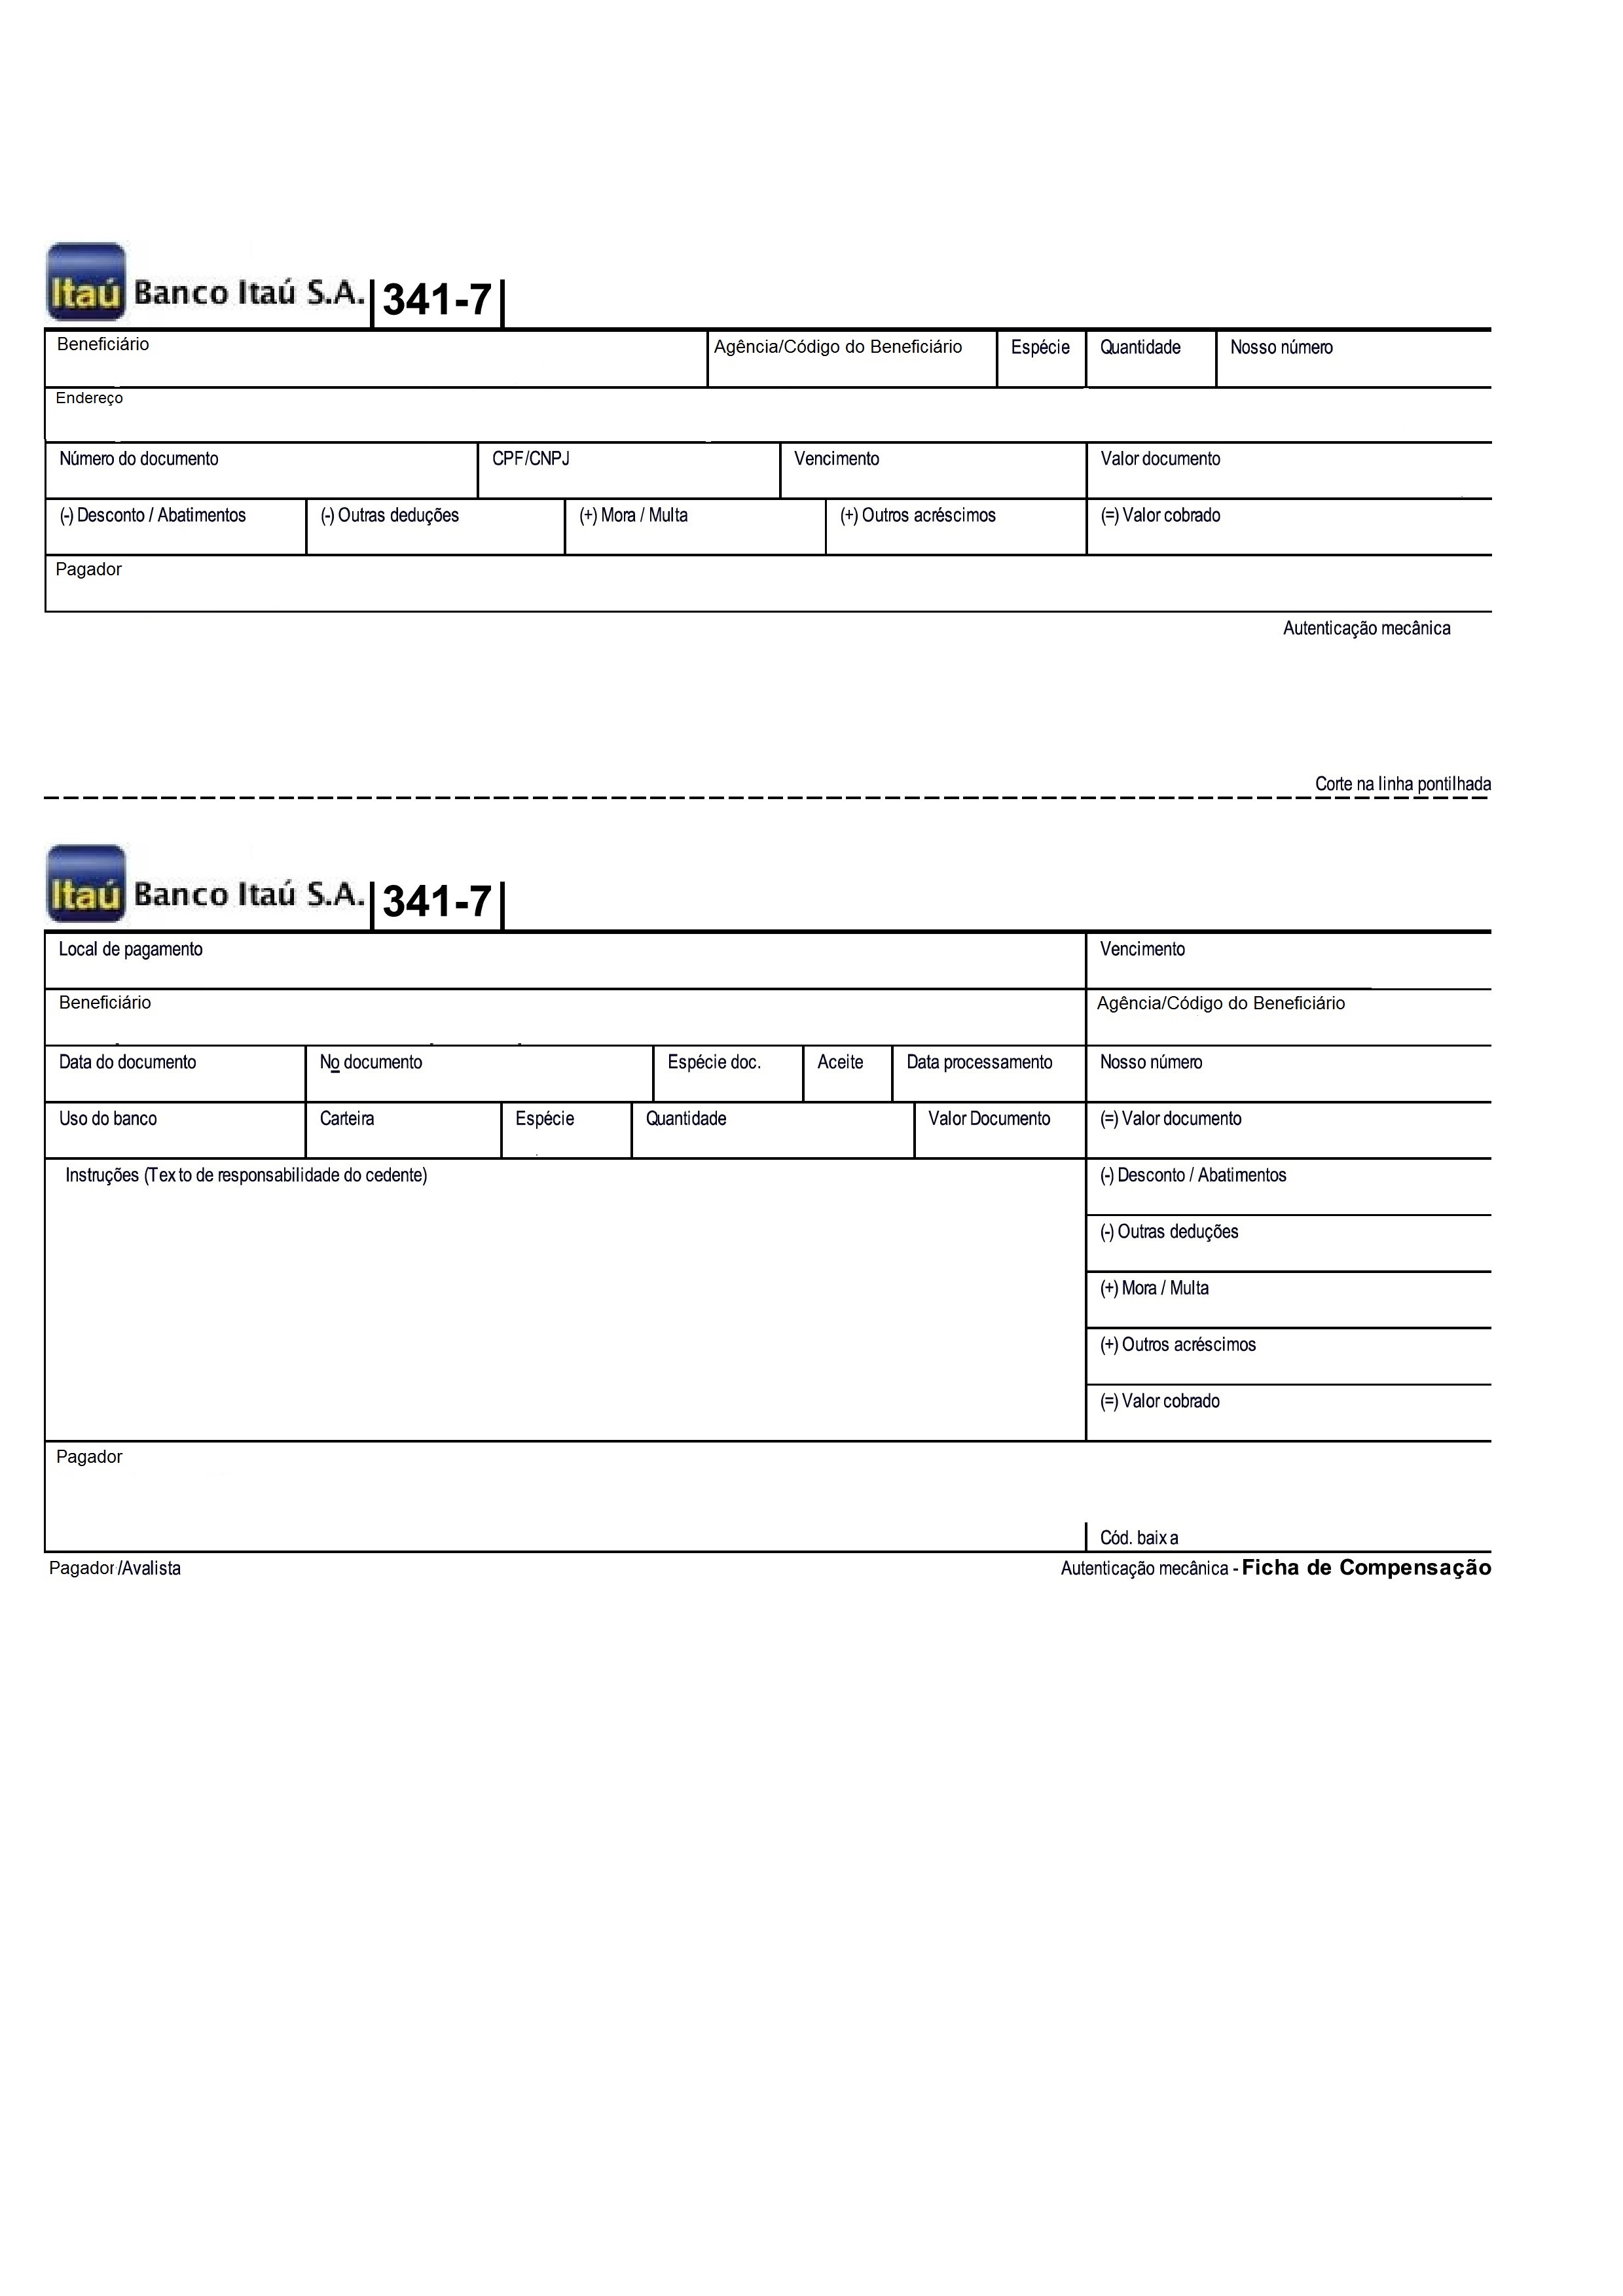 Itaú Banco Itaú S.A. 341-7
Beneficiário Agência/Código do Beneficiário Espécie Quantidade Nosso número
Endereço
Número do documento CPF/CNPJ Vencimento Valor documento
(-) Desconto / Abatimentos (-) Outras deduções (+) Mora / Multa (+) Outros acréscimos (=) Valor cobrado
Pagador
Autenticação mecânica
Corte na linha pontilhada
Itaú Banco Itaú S.A. 341-7
Local de pagamento Vencimento
Beneficiário Agência/Código do Beneficiário
Data do documento No documento Espécie doc. Aceite Data processamento Nosso número
Uso do banco Carteira Espécie Quantidade Valor Documento (=) Valor documento
Instruções (Texto de responsabilidade do cedente) (-) Desconto / Abatimentos
(-) Outras deduções
(+) Mora / Multa
(+) Outros acréscimos
(=) Valor cobrado
Pagador
Cód. baixa
Pagador/Avalista Autenticação mecânica - Ficha de Compensação